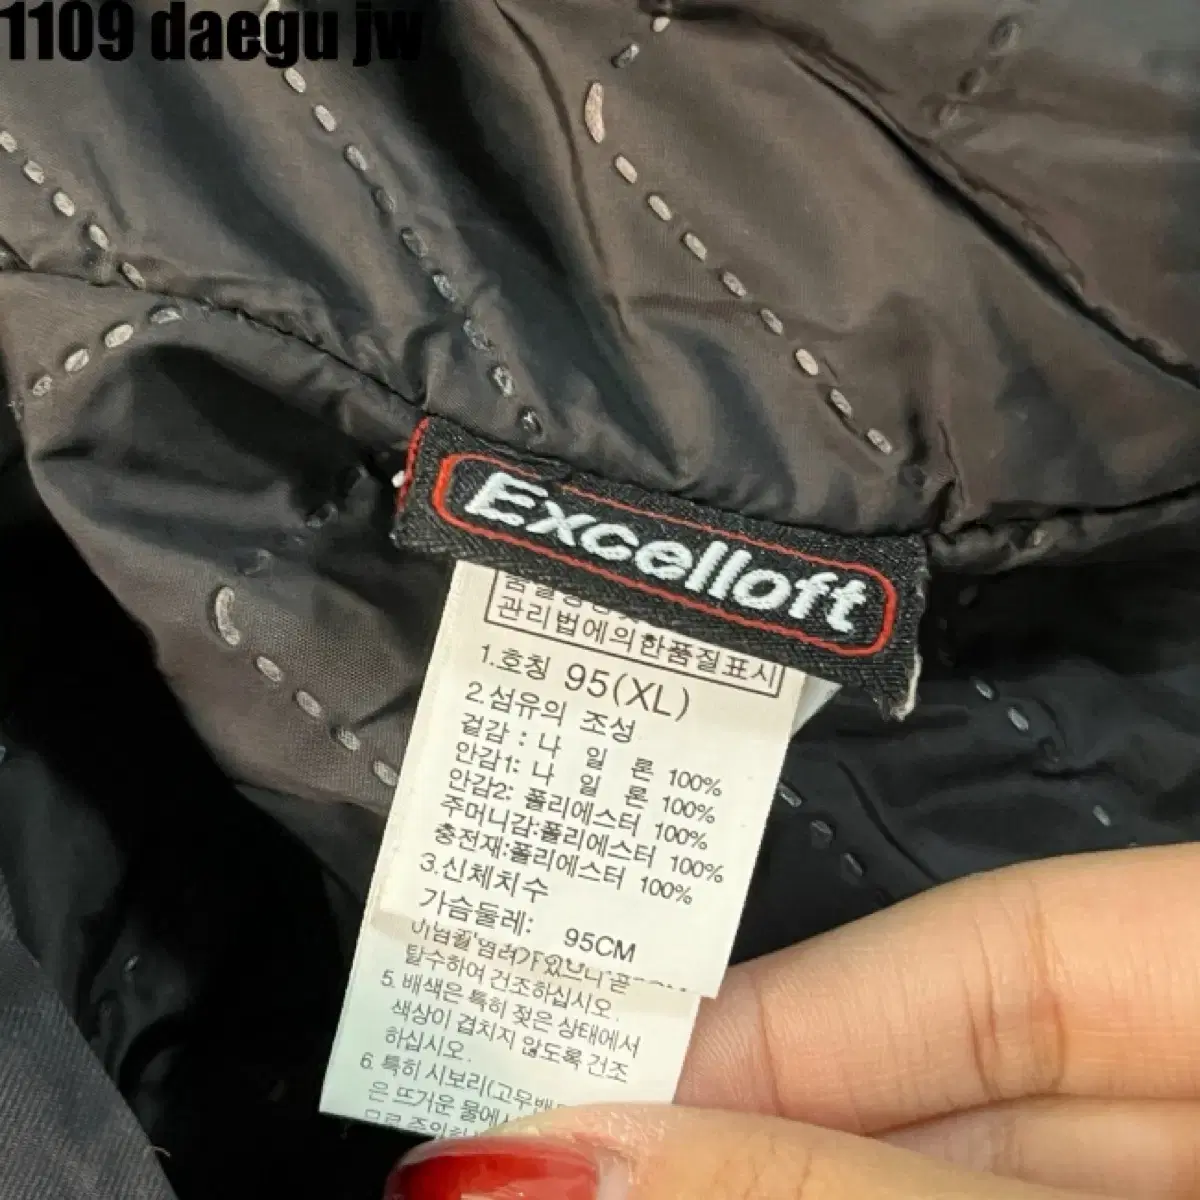 1109 daegu jw
Excelloft
관리법에의한품질표시
1.호칭 95(XL)
2.섬유의 조성
겉감 : 나 일 론 100%
안감1: 나 일 론 100%
안감2: 폴리에스터 100%
주머니감:폴리에스터 100%
충전재:폴리에스터 100%
3.신체치수
가슴둘레: 95CM
탈수하여 건조하십시오.
5. 배색은 특히 젖은 상태에서
색상이 겹치지 않도록 건조
하십시오.
6. 특히 시보리(고무밴
은 뜨거운 물에서